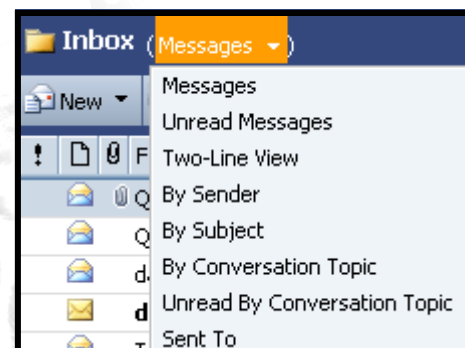 Inbox (Messages)
Messages
New
Unread Messages
! F Two-Line View
Q By Sender
Q By Subject
d By Conversation Topic
d Unread By Conversation Topic
Sent To